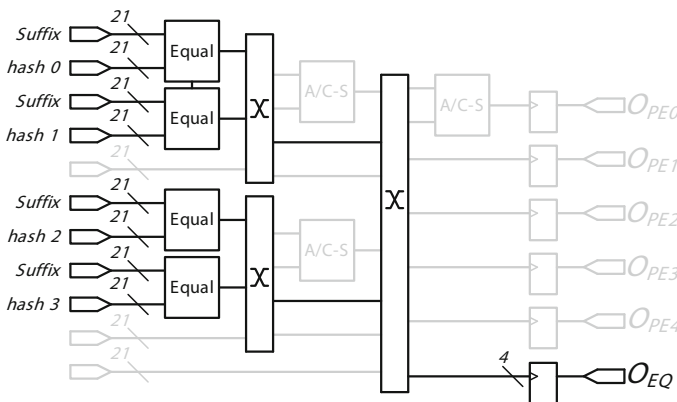 Suffix 21
hash 0 21
Equal
Suffix 21
hash 1 21
Equal
21
A/C-S
A/C-S
Suffix 21
hash 2 21
Equal
Suffix 21
hash 3 21
Equal
A/C-S
21
21
4
O_PE0
O_PE1
O_PE2
O_PE3
O_PE4
O_EQ